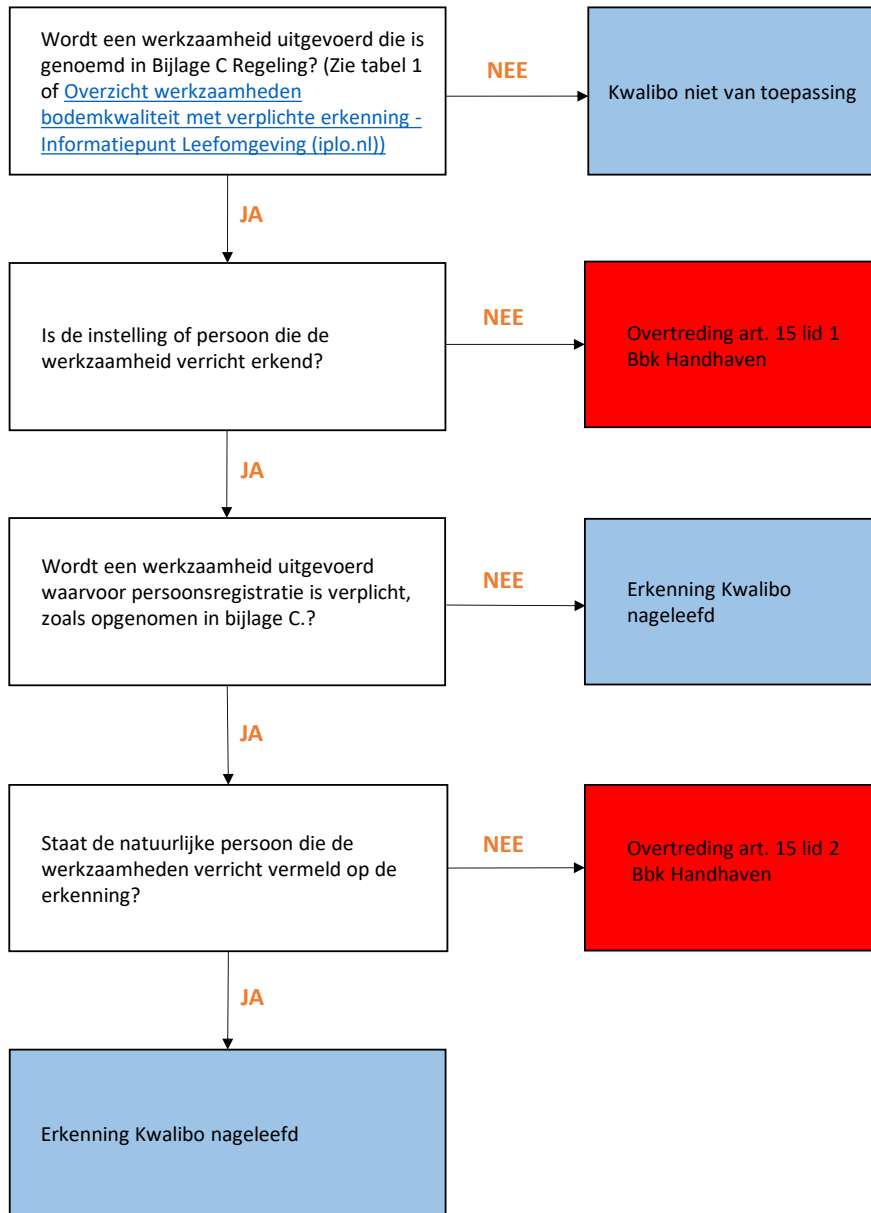 Wordt een werkzaamheid uitgevoerd die is
genoemd in Bijlage C Regeling? (Zie tabel 1
of Overzicht werkzaamheden
bodemkwaliteit met verplichte erkenning -
Informatiepunt Leefomgeving (iplo.nl))
NEE
Kwalibo niet van toepassing
JA
Is de instelling of persoon die de
werkzaamheid verricht erkend?
NEE
Overtreding art. 15 lid 1
Bbk Handhaven
JA
Wordt een werkzaamheid uitgevoerd
waarvoor persoonsregistratie is verplicht,
zoals opgenomen in bijlage C.?
NEE
Erkenning Kwalibo
nageleefd
JA
Staat de natuurlijke persoon die de
werkzaamheden verricht vermeld op de
erkenning?
NEE
Overtreding art. 15 lid 2
Bbk Handhaven
JA
Erkenning Kwalibo nageleefd